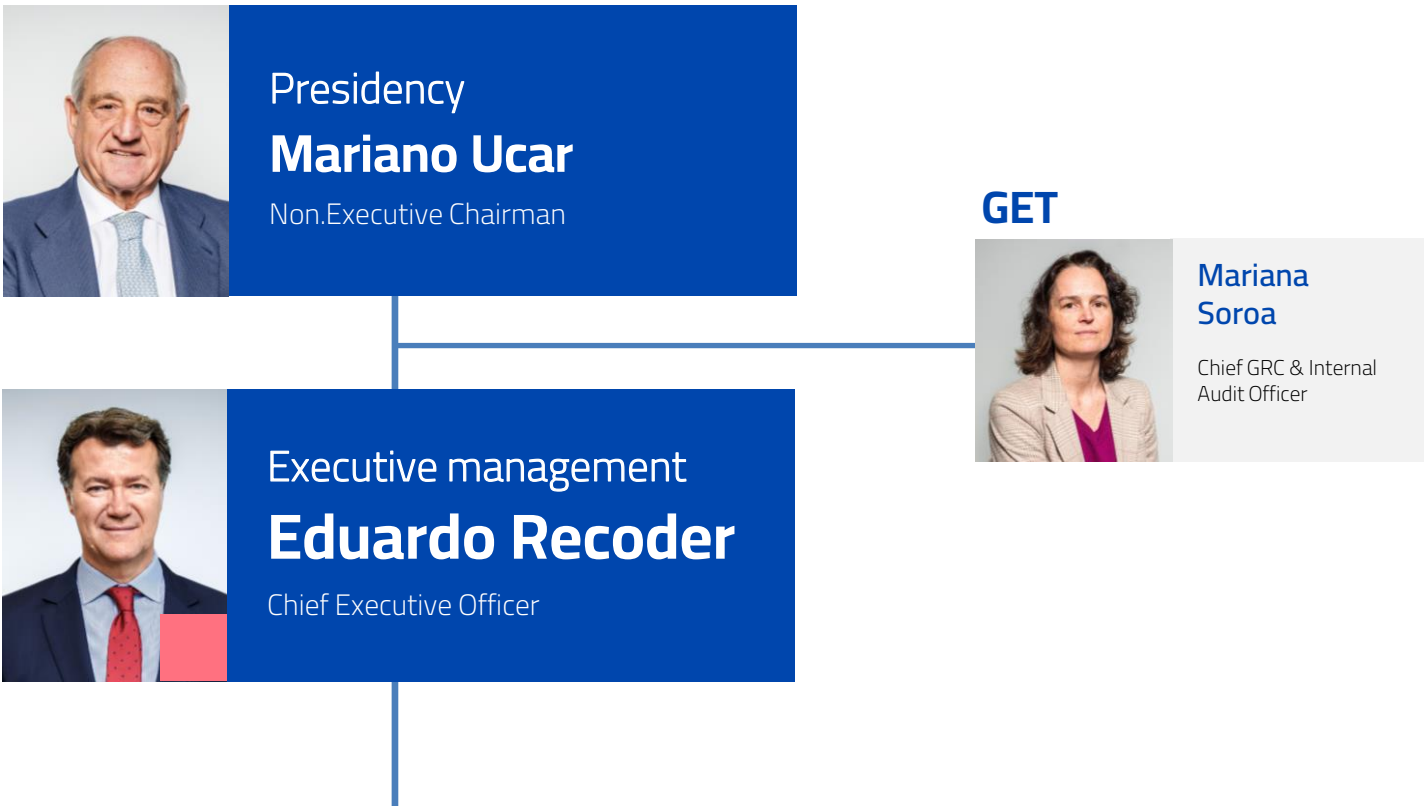 Presidency
Mariano Ucar
Non.Executive Chairman
GET
Mariana
Soroa
Chief GRC & Internal
Audit Officer
Executive management
Eduardo Recoder
Chief Executive Officer